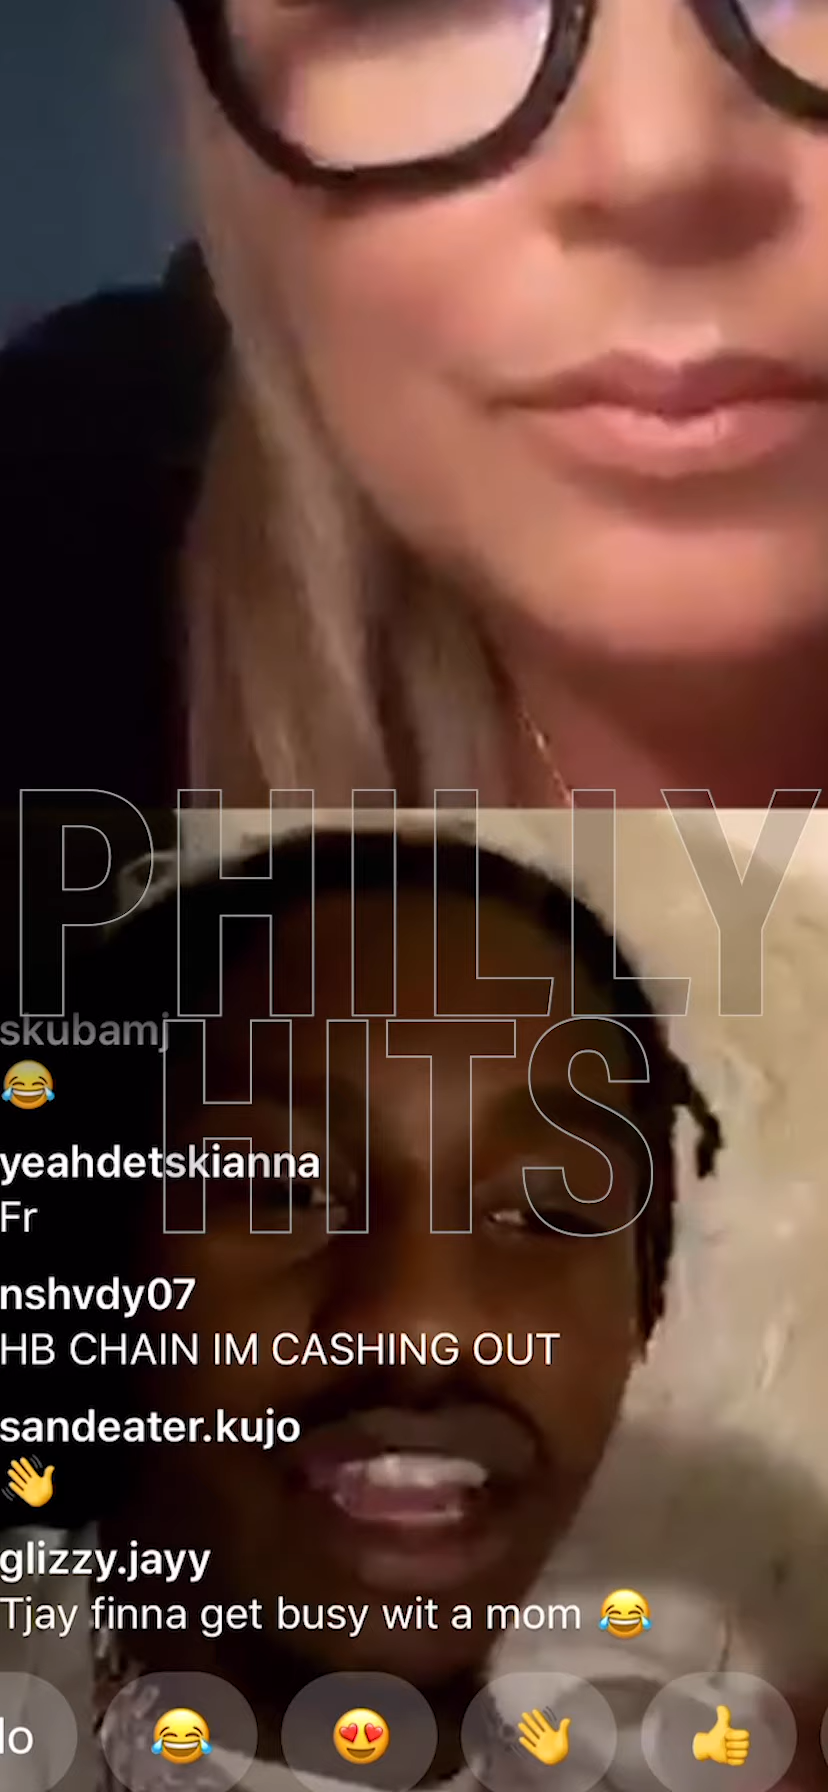 PHILLY
HITS
skubamj
😂
yeahdetskianna
Fr
nshvdy07
HB CHAIN IM CASHING OUT
sandeater.kujo
👋
glizzy.jayy
Tjay finna get busy wit a mom 😂
lo 😂 😍 👋 👍